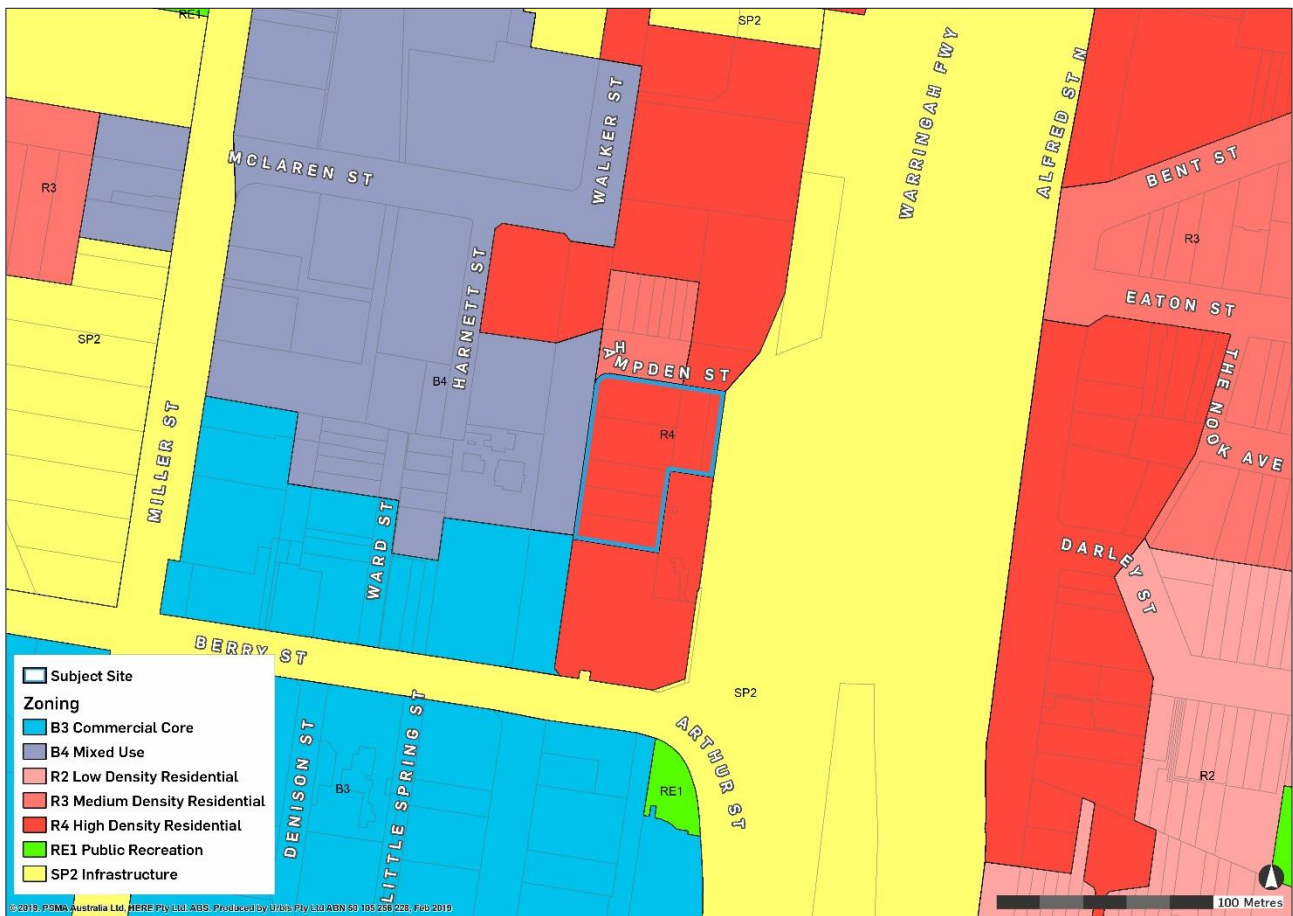 RE1
SP2
WARRINGAH FWY
ALFRED ST N
WALKER ST
MCLAREN ST
BENT ST
R3
R3
HARNETT ST
EATON ST
SP2
HAMPDEN ST
THE NOOK AVE
B4
R4
MILLER ST
WARD ST
DARLEY ST
BERRY ST
SP2
ARTHUR ST
DENISON ST
B3
LITTLE SPRING ST
RE1
R2
Subject Site
Zoning
B3 Commercial Core
B4 Mixed Use
R2 Low Density Residential
R3 Medium Density Residential
R4 High Density Residential
RE1 Public Recreation
SP2 Infrastructure
100 Metres
© 2019. PSMA Australia Ltd, HERE Pty Ltd. ABS. Produced by Urbis Pty Ltd ABN 50 105 256 228, Feb 2019